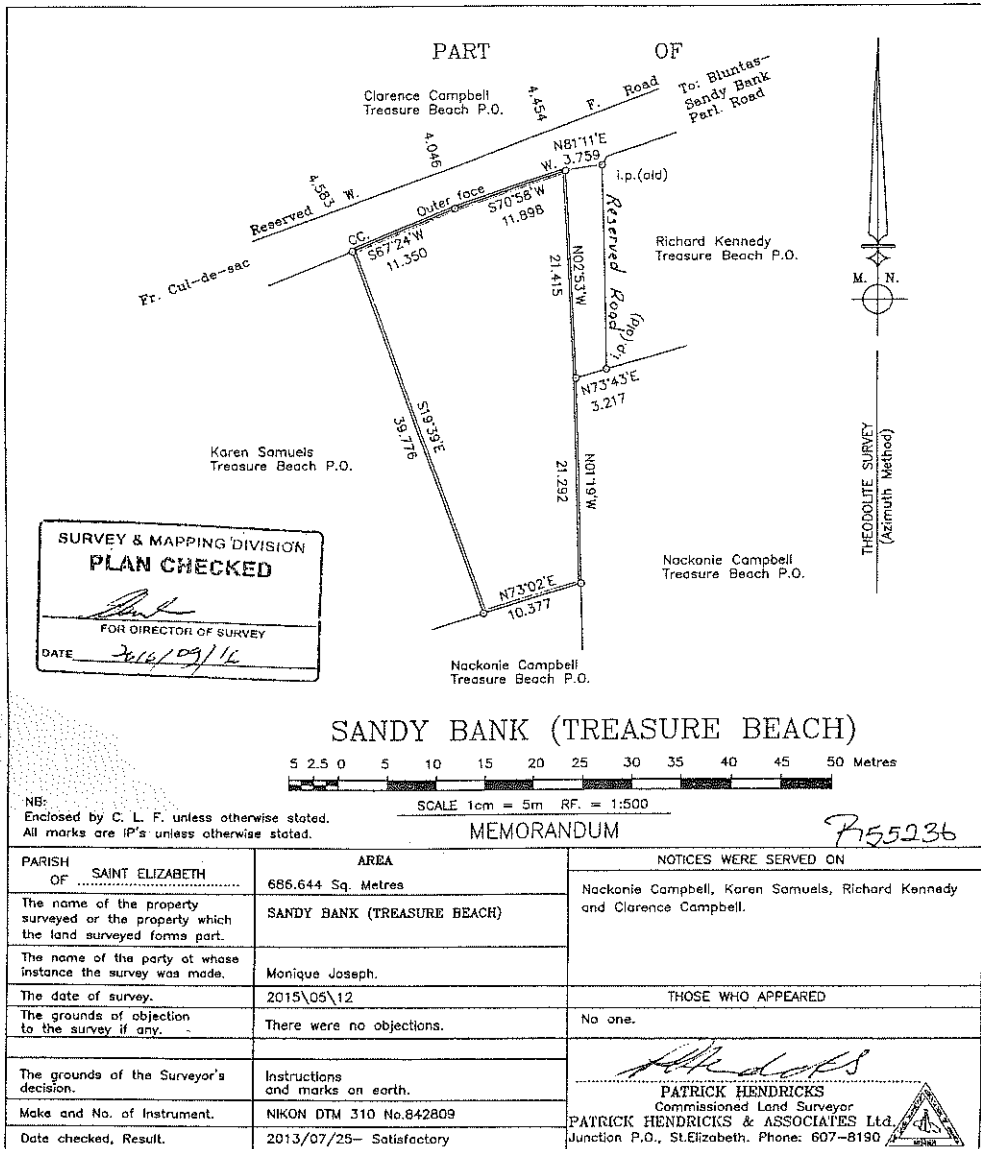 PART OF
Clarence Campbell
Treasure Beach P.O.
4.583
4.046
4.454
Reserved W. F. Road
To: Bluntas-
Sandy Bank
Parl. Road
Fr. Cul-de-sac
CC.
Outer face
W.
N81°11'E
3.759
i.p.(old)
S67°24'W
11.350
S70°58'W
11.898
N02°53'W
21.415
Reserved Road
i.p.(old)
Richard Kennedy
Treasure Beach P.O.
M. N.
N73°43'E
3.217
S19°39'E
39.776
Karen Samuels
Treasure Beach P.O.
N01°19'W
21.292
THEODOLITE SURVEY
(Azimuth Method)
Nackonie Campbell
Treasure Beach P.O.
N73°02'E
10.377
Nackonie Campbell
Treasure Beach P.O.
SURVEY & MAPPING DIVISION
PLAN CHECKED
FOR DIRECTOR OF SURVEY
DATE 2016/09/16
SANDY BANK (TREASURE BEACH)
5 2.5 0 5 10 15 20 25 30 35 40 45 50 Metres
SCALE 1cm = 5m RF. = 1:500
NB:
Enclosed by C. L. F. unless otherwise stated.
All marks are IP's unless otherwise stated.
MEMORANDUM
P155236
PARISH
OF SAINT ELIZABETH
AREA
686.644 Sq. Metres
NOTICES WERE SERVED ON
Nackonie Campbell, Karen Samuels, Richard Kennedy
and Clarence Campbell.
The name of the property
surveyed or the property which
the land surveyed forms part.
SANDY BANK (TREASURE BEACH)
The name of the party at whose
instance the survey was made.
Monique Joseph.
The date of survey.
2015\05\12
THOSE WHO APPEARED
The grounds of objection
to the survey if any.
There were no objections.
No one.
The grounds of the Surveyor's
decision.
Instructions
and marks on earth.
PATRICK HENDRICKS
Commissioned Land Surveyor
PATRICK HENDRICKS & ASSOCIATES Ltd.
Junction P.O., St.Elizabeth. Phone: 607-8190
Make and No. of Instrument.
NIKON DTM 310 No.842809
Date checked, Result.
2013/07/25- Satisfactory